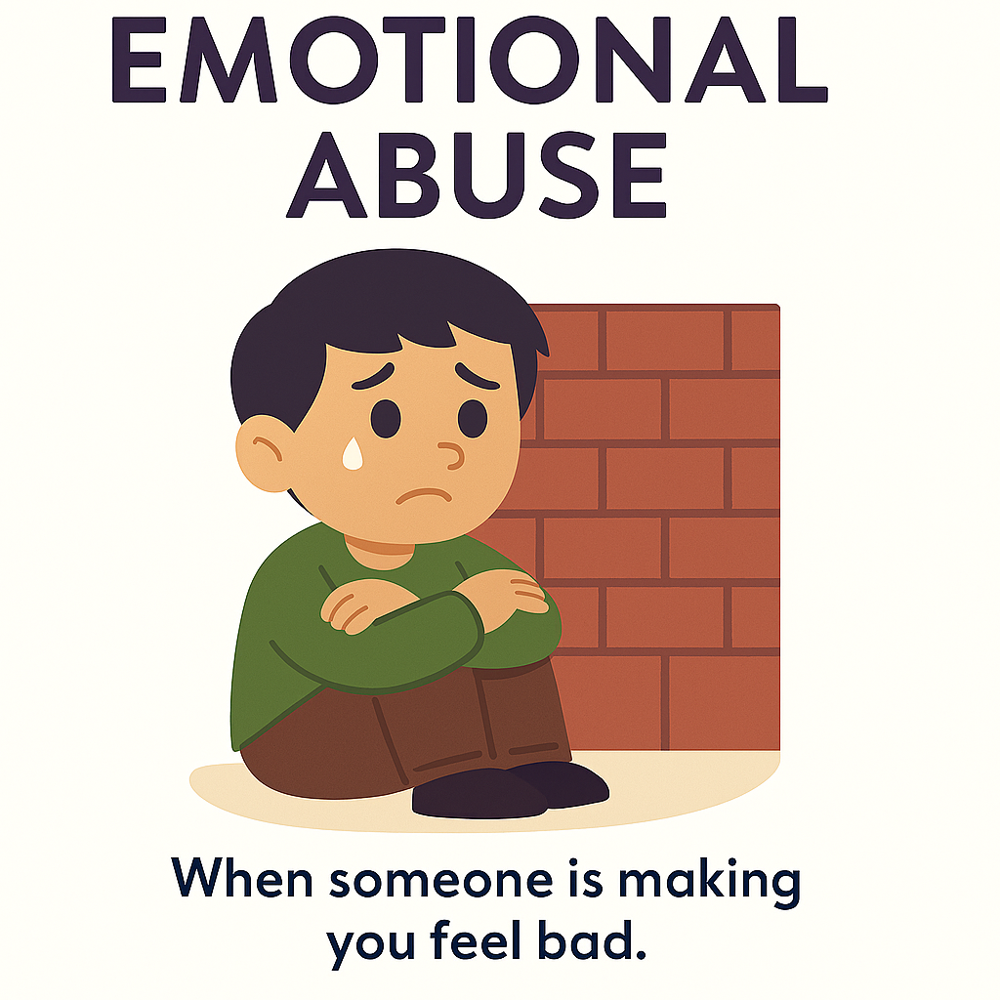 EMOTIONAL
ABUSE
When someone is making
you feel bad.